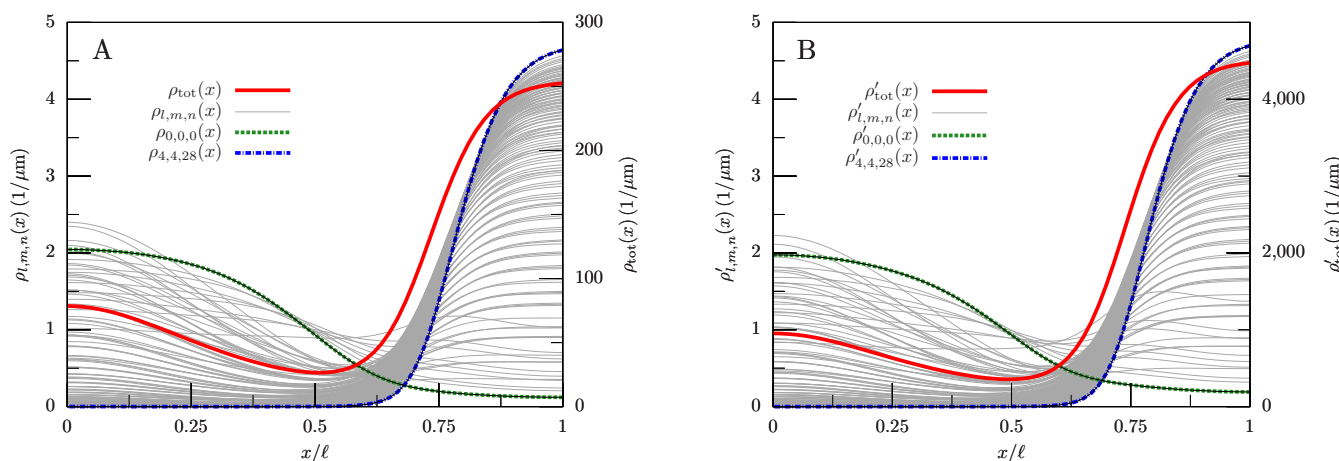 A
ρtot(x)
ρl,m,n(x)
ρ0,0,0(x)
ρ4,4,28(x)
5
4
3
2
1
0
ρl,m,n(x) (1/µm)
300
200
100
0
ρtot(x) (1/µm)
0
0.25
0.5
0.75
1
x/ℓ
B
ρ′tot(x)
ρ′l,m,n(x)
ρ′0,0,0(x)
ρ′4,4,28(x)
5
4
3
2
1
0
ρ′l,m,n(x) (1/µm)
4,000
2,000
0
ρ′tot(x) (1/µm)
0
0.25
0.5
0.75
1
x/ℓ